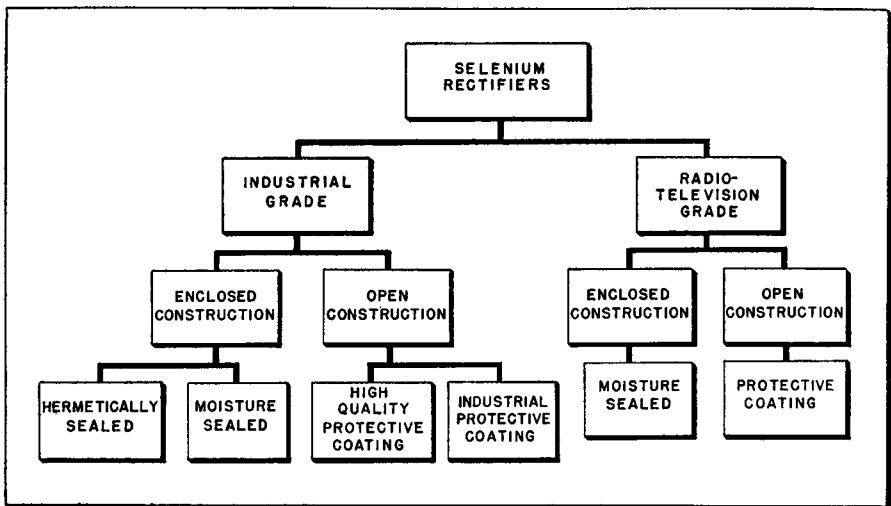 SELENIUM
RECTIFIERS
INDUSTRIAL
GRADE
RADIO-
TELEVISION
GRADE
ENCLOSED
CONSTRUCTION
OPEN
CONSTRUCTION
ENCLOSED
CONSTRUCTION
OPEN
CONSTRUCTION
HERMETICALLY
SEALED
MOISTURE
SEALED
HIGH
QUALITY
PROTECTIVE
COATING
INDUSTRIAL
PROTECTIVE
COATING
MOISTURE
SEALED
PROTECTIVE
COATING